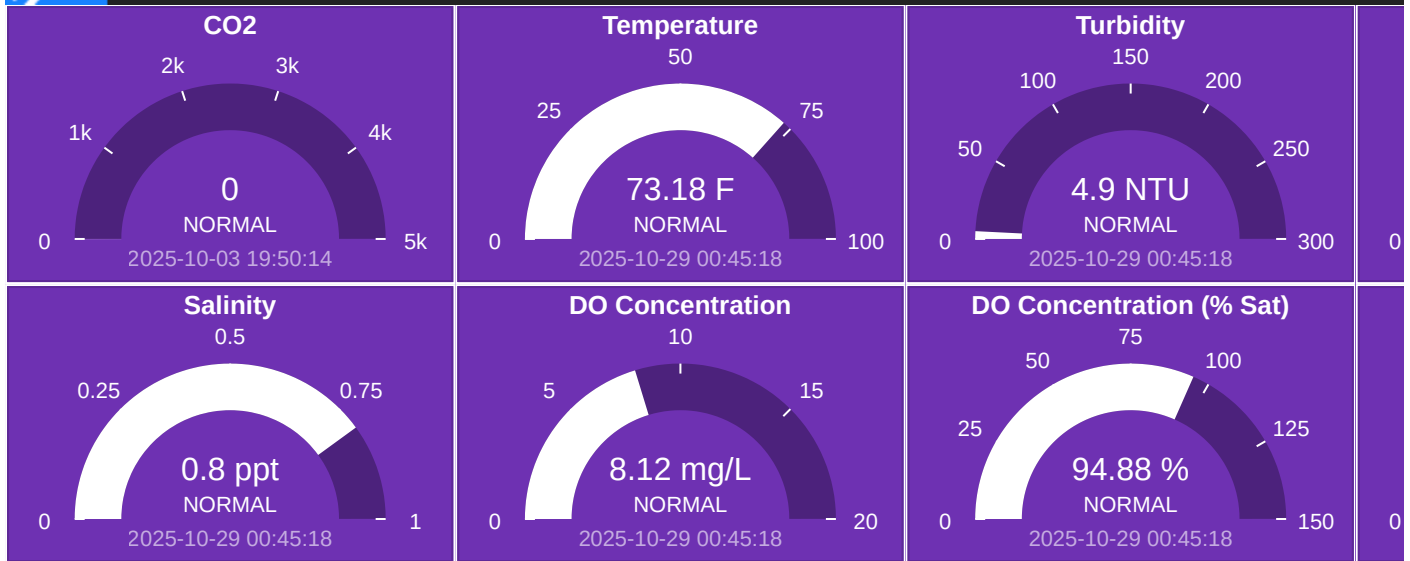 CO2
2k
3k
1k
4k
0
NORMAL
0
5k
2025-10-03 19:50:14
Temperature
50
25
75
73.18 F
NORMAL
0
100
2025-10-29 00:45:18
Turbidity
150
100
200
50
250
4.9 NTU
NORMAL
0
300
2025-10-29 00:45:18
0
Salinity
0.5
0.25
0.75
0.8 ppt
NORMAL
0
1
2025-10-29 00:45:18
DO Concentration
10
5
15
8.12 mg/L
NORMAL
0
20
2025-10-29 00:45:18
DO Concentration (% Sat)
75
50
100
25
125
94.88 %
NORMAL
0
150
2025-10-29 00:45:18
0